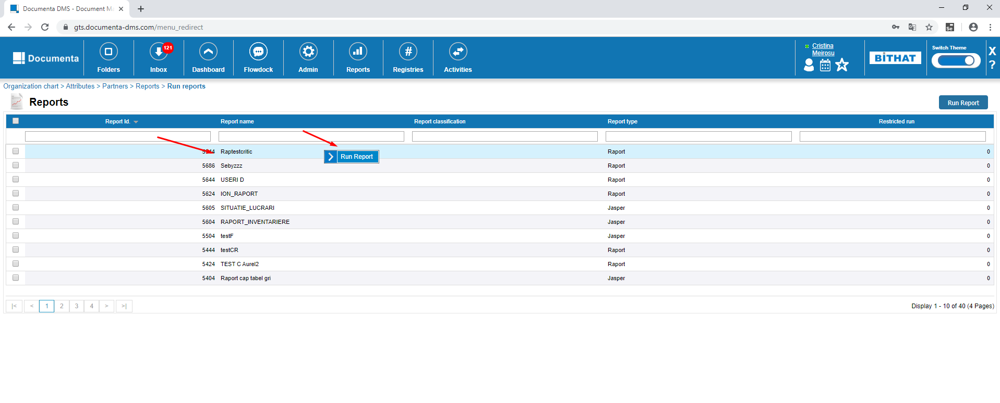 Documenta DMS - Document Ma
gts.documenta-dms.com/menu_redirect
Se
Documenta
Folders
121
Inbox
Dashboard
Flowdock
Admin
Reports
#
Registries
Activities
Cristina
Meirosu
BITHAT
Switch Theme
X
?
Organization chart > Attributes > Partners > Reports > Run reports
Reports
Run Report
Report Id. Report name Report classification Report type Restricted run
Raptestcritic Raport 0
Run Report
5686 Sebyzzz Raport 0
5644 USERI D Raport 0
5624 ION_RAPORT Raport 0
5605 SITUATIE_LUCRARI Jasper 0
5604 RAPORT_INVENTARIERE Jasper 0
5504 testF Jasper 0
5444 testCR Raport 0
5424 TEST C Aurel2 Raport 0
5404 Raport cap tabel gri Jasper 0
|< < 1 2 3 4 > >| Display 1 - 10 of 40 (4 Pages)